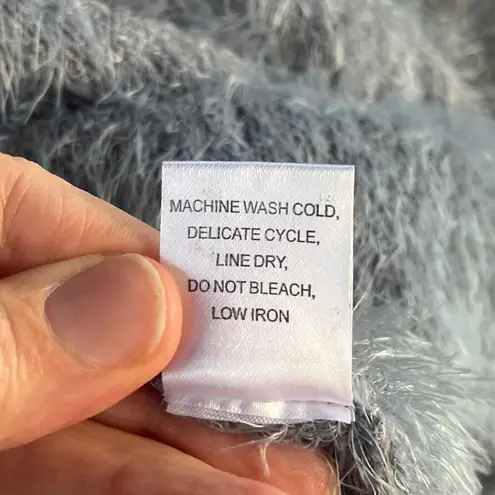 MACHINE WASH COLD,
DELICATE CYCLE,
LINE DRY,
DO NOT BLEACH,
LOW IRON